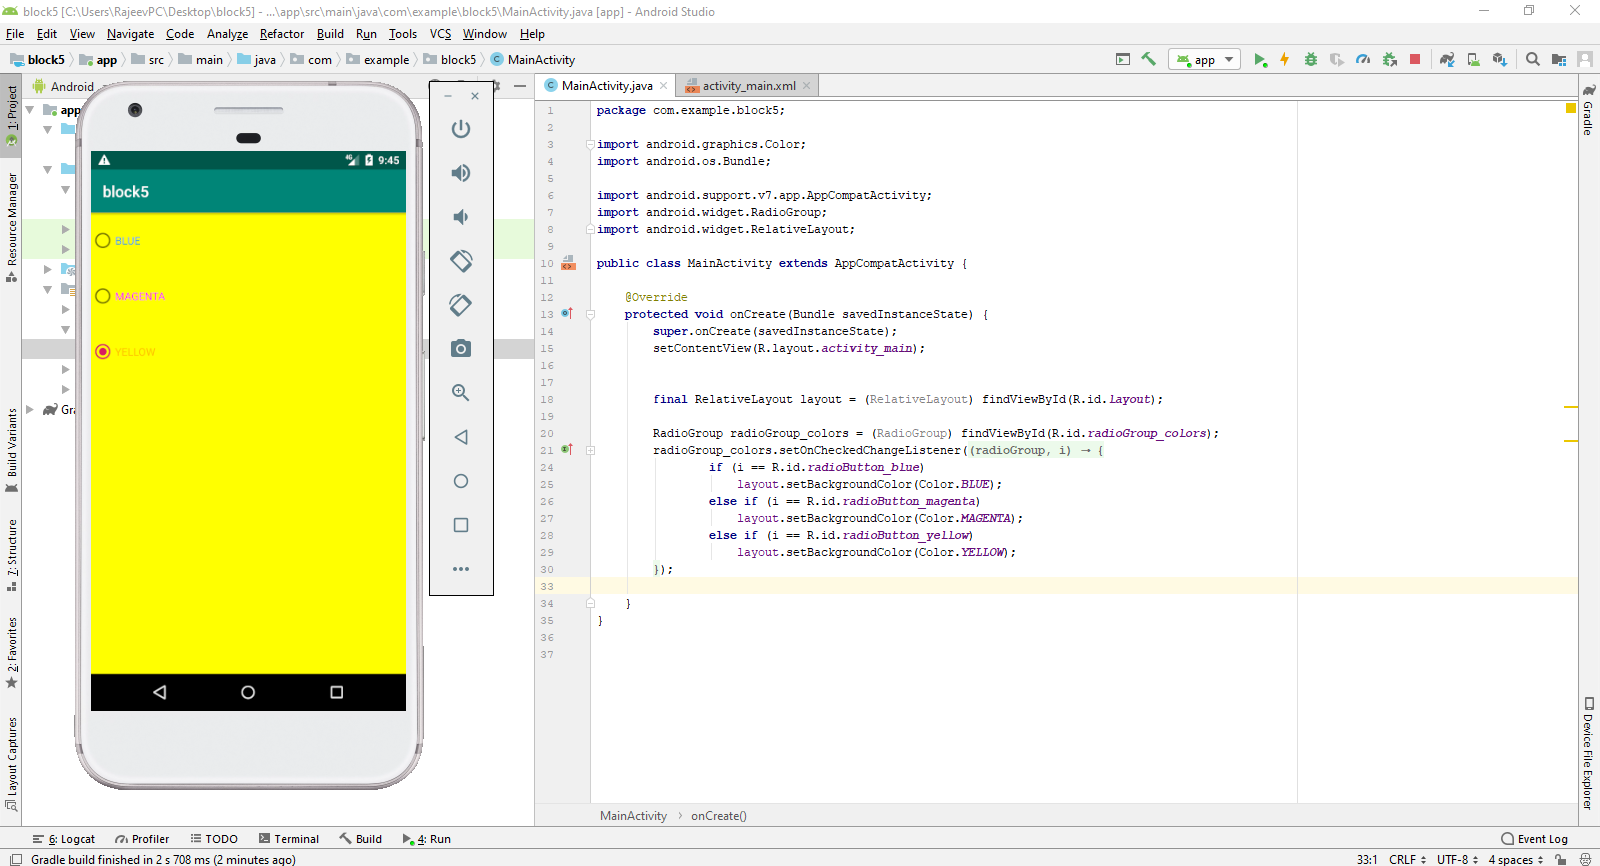 block5 [C:\Users\RajeevPC\Desktop\block5] - ...\app\src\main\java\com\example\block5\MainActivity.java [app] - Android Studio
File Edit View Navigate Code Analyze Refactor Build Run Tools VCS Window Help
block5 app src main java com example block5 MainActivity app
1: Project
Resource Manager
Build Variants
7: Structure
2: Favorites
Layout Captures
Android
app
Gra
4G 9:45
block5
BLUE
MAGENTA
YELLOW
MainActivity.java activity_main.xml
1 package com.example.block5;
2
3 import android.graphics.Color;
4 import android.os.Bundle;
5
6 import android.support.v7.app.AppCompatActivity;
7 import android.widget.RadioGroup;
8 import android.widget.RelativeLayout;
9
10 public class MainActivity extends AppCompatActivity {
11
12 @Override
13 protected void onCreate(Bundle savedInstanceState) {
14 super.onCreate(savedInstanceState);
15 setContentView(R.layout.activity_main);
16
17
18 final RelativeLayout layout = (RelativeLayout) findViewById(R.id.layout);
19
20 RadioGroup radioGroup_colors = (RadioGroup) findViewById(R.id.radioGroup_colors);
21 radioGroup_colors.setOnCheckedChangeListener((radioGroup, i) → {
24 if (i == R.id.radioButton_blue)
25 layout.setBackgroundColor(Color.BLUE);
26 else if (i == R.id.radioButton_magenta)
27 layout.setBackgroundColor(Color.MAGENTA);
28 else if (i == R.id.radioButton_yellow)
29 layout.setBackgroundColor(Color.YELLOW);
30 });
33
34 }
35 }
36
37
Gradle
Device File Explorer
MainActivity > onCreate()
6: Logcat Profiler TODO Terminal Build 4: Run Event Log
Gradle build finished in 2 s 708 ms (2 minutes ago) 33:1 CRLF UTF-8 4 spaces